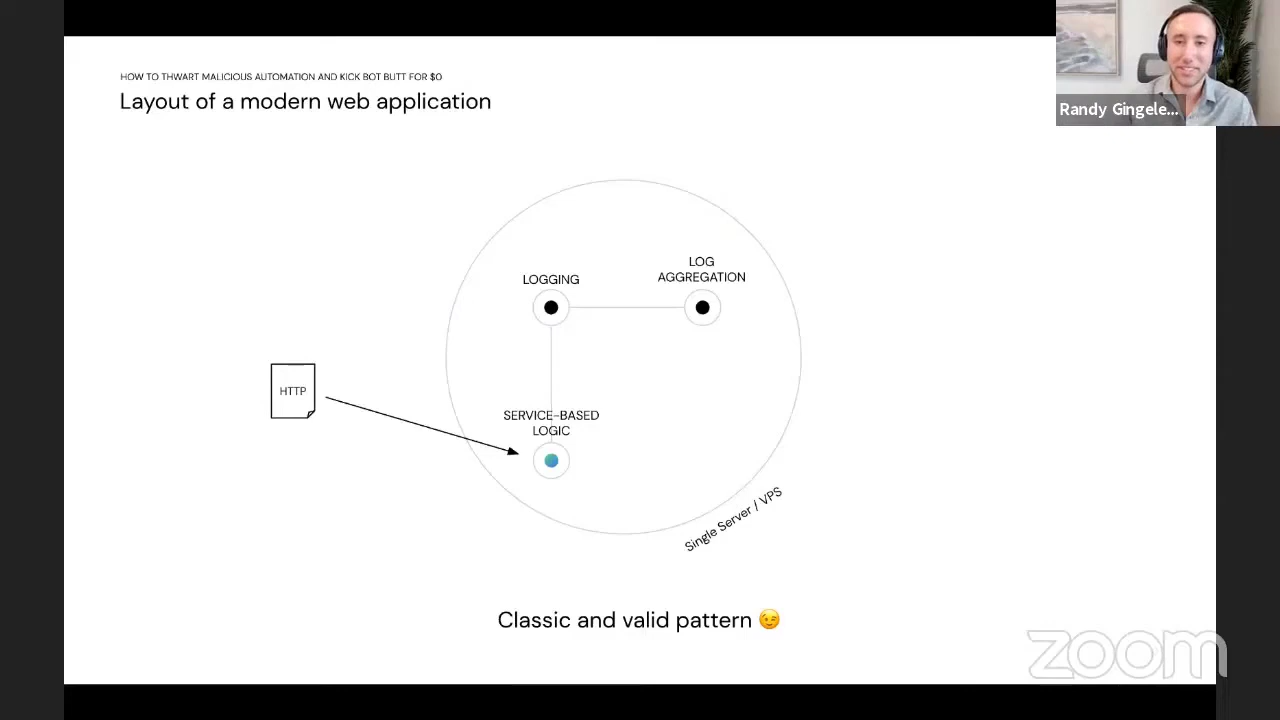 HOW TO THWART MALICIOUS AUTOMATION AND KICK BOT BUTT FOR $0
Layout of a modern web application
Randy Gingele...
LOGGING
LOG
AGGREGATION
HTTP
SERVICE-BASED
LOGIC
Single Server / VPS
Classic and valid pattern 😉
zoom